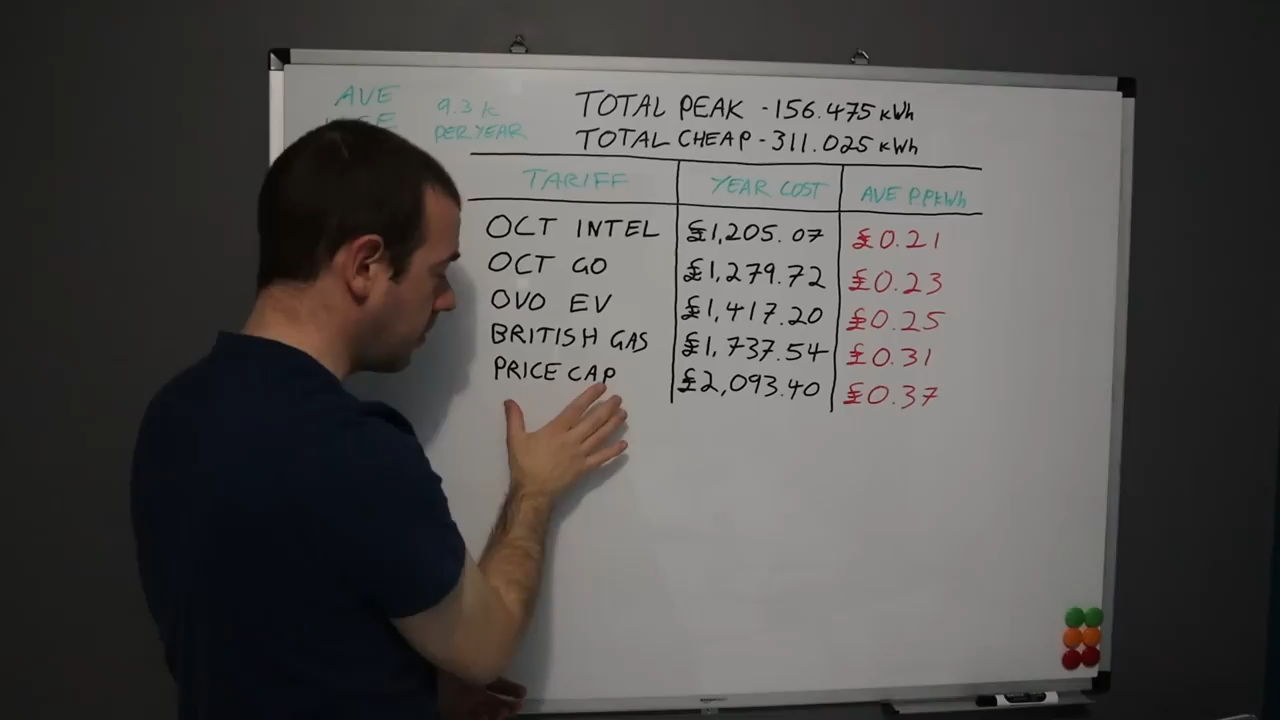 AVE
9.3 k
PER YEAR
TOTAL PEAK - 156.475 kWh
TOTAL CHEAP - 311.025 kWh
TARIFF YEAR COST AVE P.PkWh
OCT INTEL £1,205.07 £0.21
OCT GO £1,279.72 £0.23
OVO EV £1,417.20 £0.25
BRITISH GAS £1,737.54 £0.31
PRICE CAP £2,093.40 £0.37